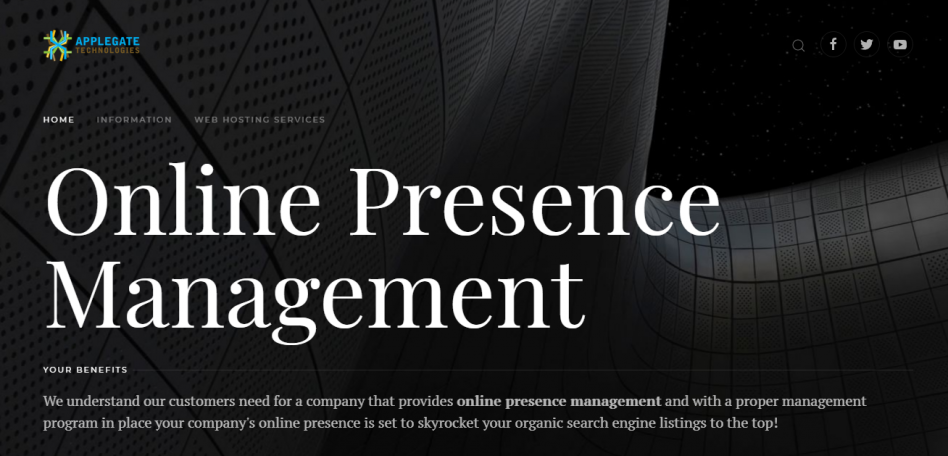 APPLEGATE
TECHNOLOGIES
HOME INFORMATION WEB HOSTING SERVICES
Online Presence
Management
YOUR BENEFITS
We understand our customers need for a company that provides online presence management and with a proper management
program in place your company's online presence is set to skyrocket your organic search engine listings to the top!